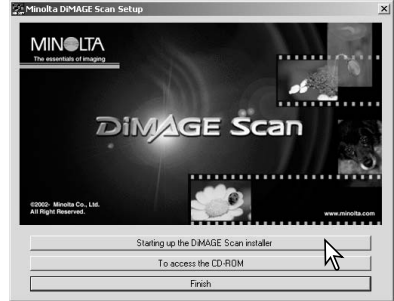 Minolta DiMAGE Scan Setup
MINOLTA
The essentials of imaging
DiMAGE Scan
©2002- Minolta Co., Ltd.
All Right Reserved.
www.minolta.com
Starting up the DiMAGE Scan installer
To access the CD-ROM
Finish